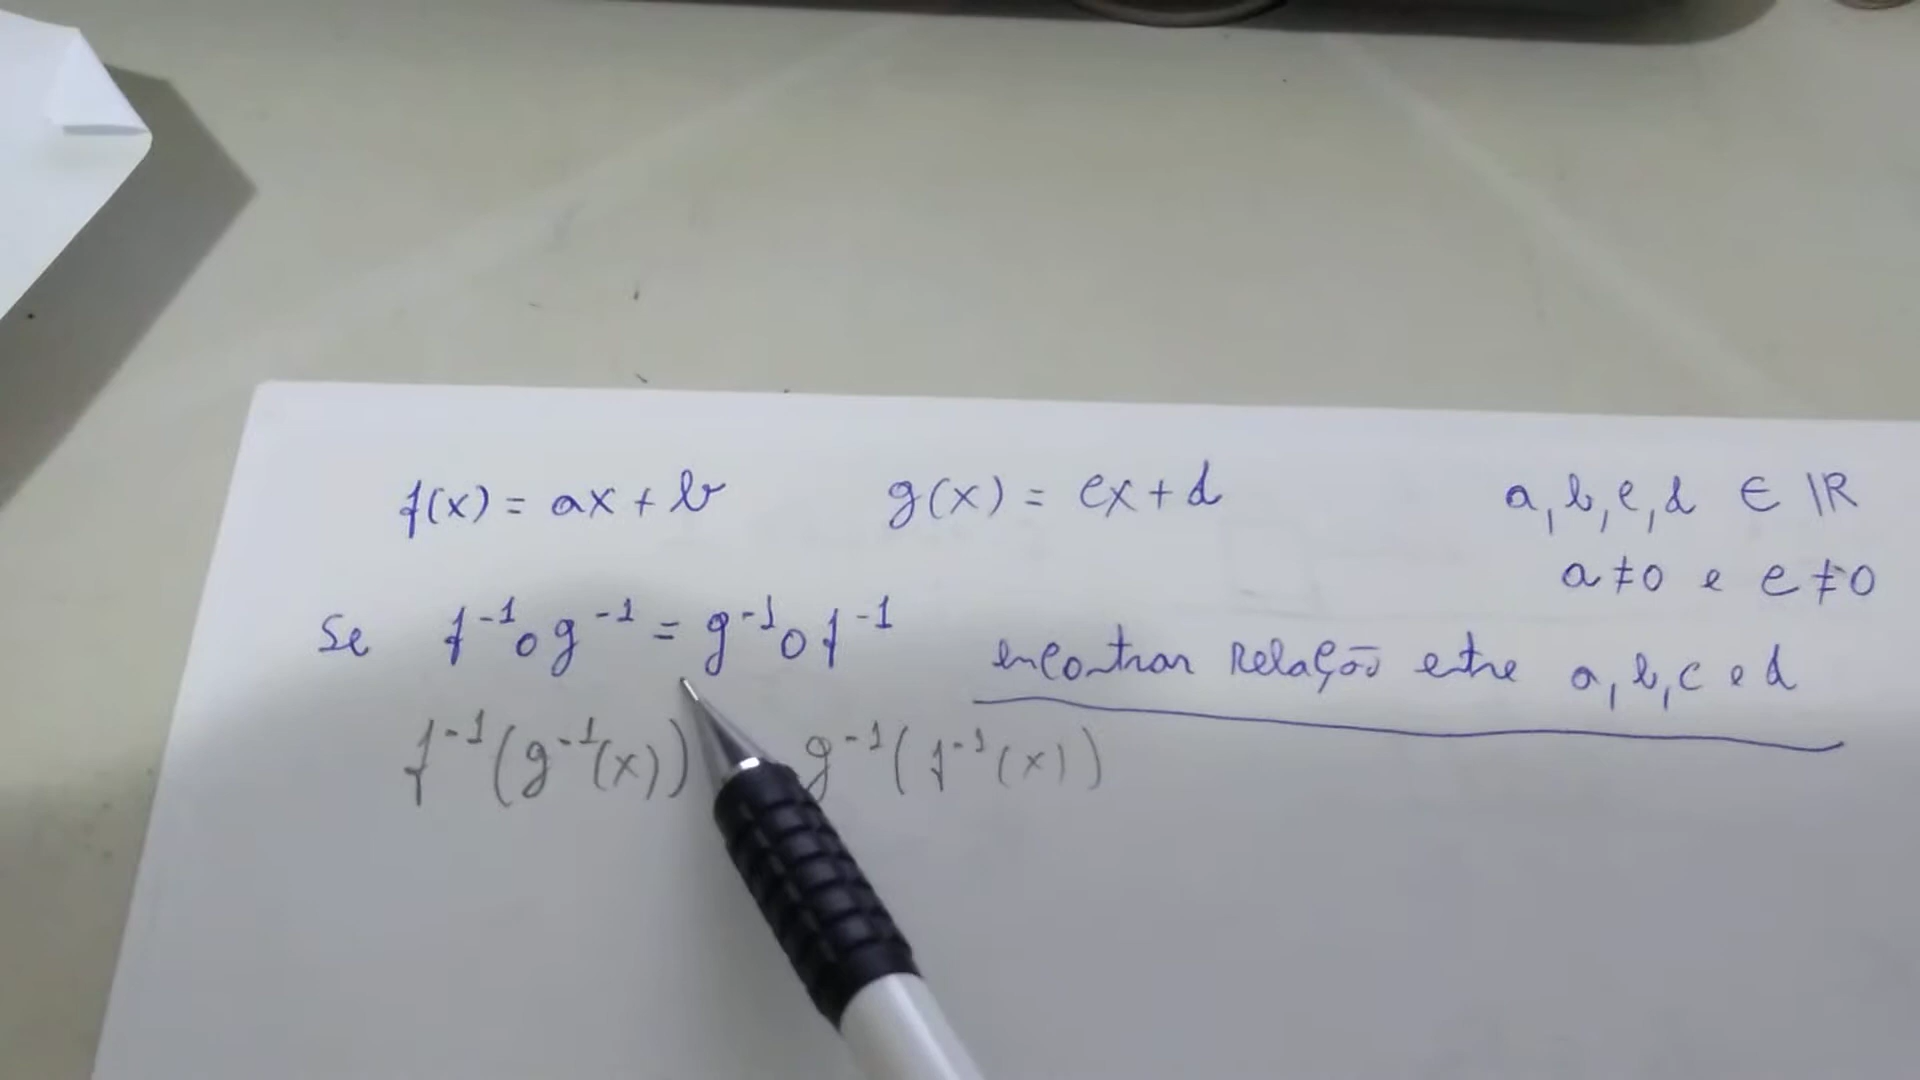 f(x) = ax + b g(x) = cx + d a, b, c, d ∈ ℝ
a ≠ 0 e c ≠ 0
Se f⁻¹ o g⁻¹ = g⁻¹ o f⁻¹ encontrar relação entre a, b, c e d
f⁻¹(g⁻¹(x)) g⁻¹(f⁻¹(x))